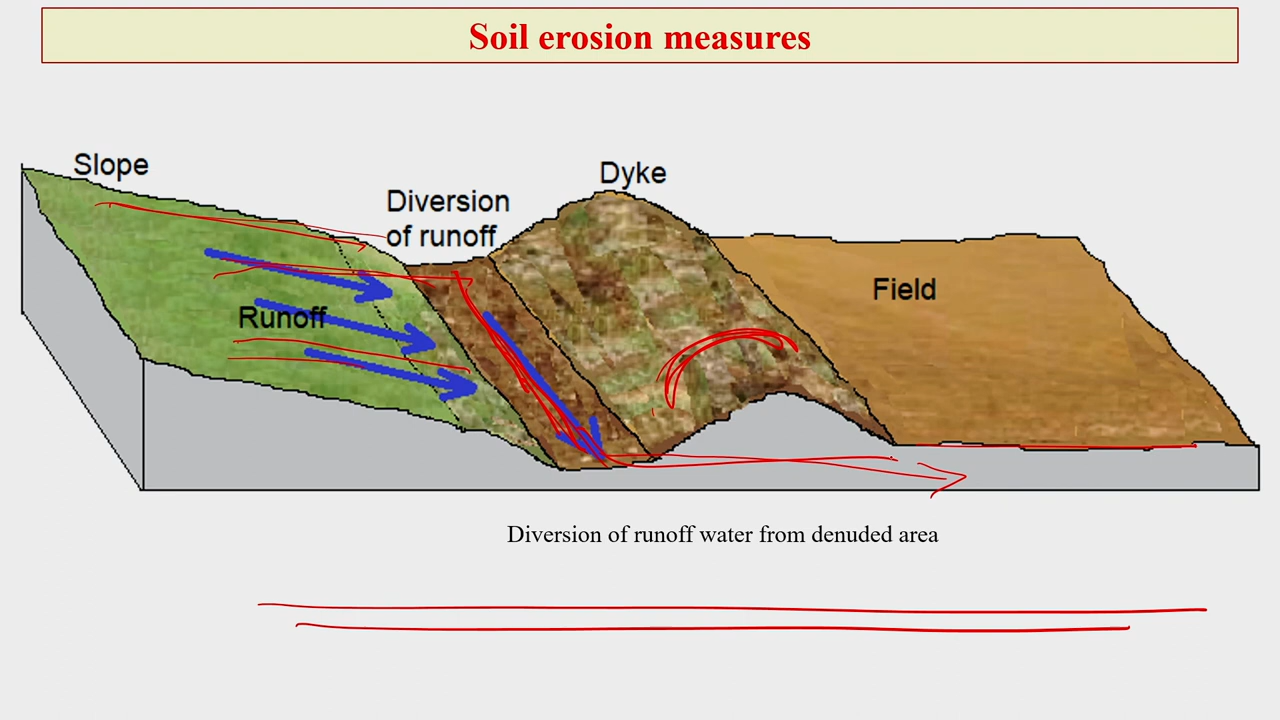 Soil erosion measures
Slope
Dyke
Diversion
of runoff
Field
Runoff
Diversion of runoff water from denuded area